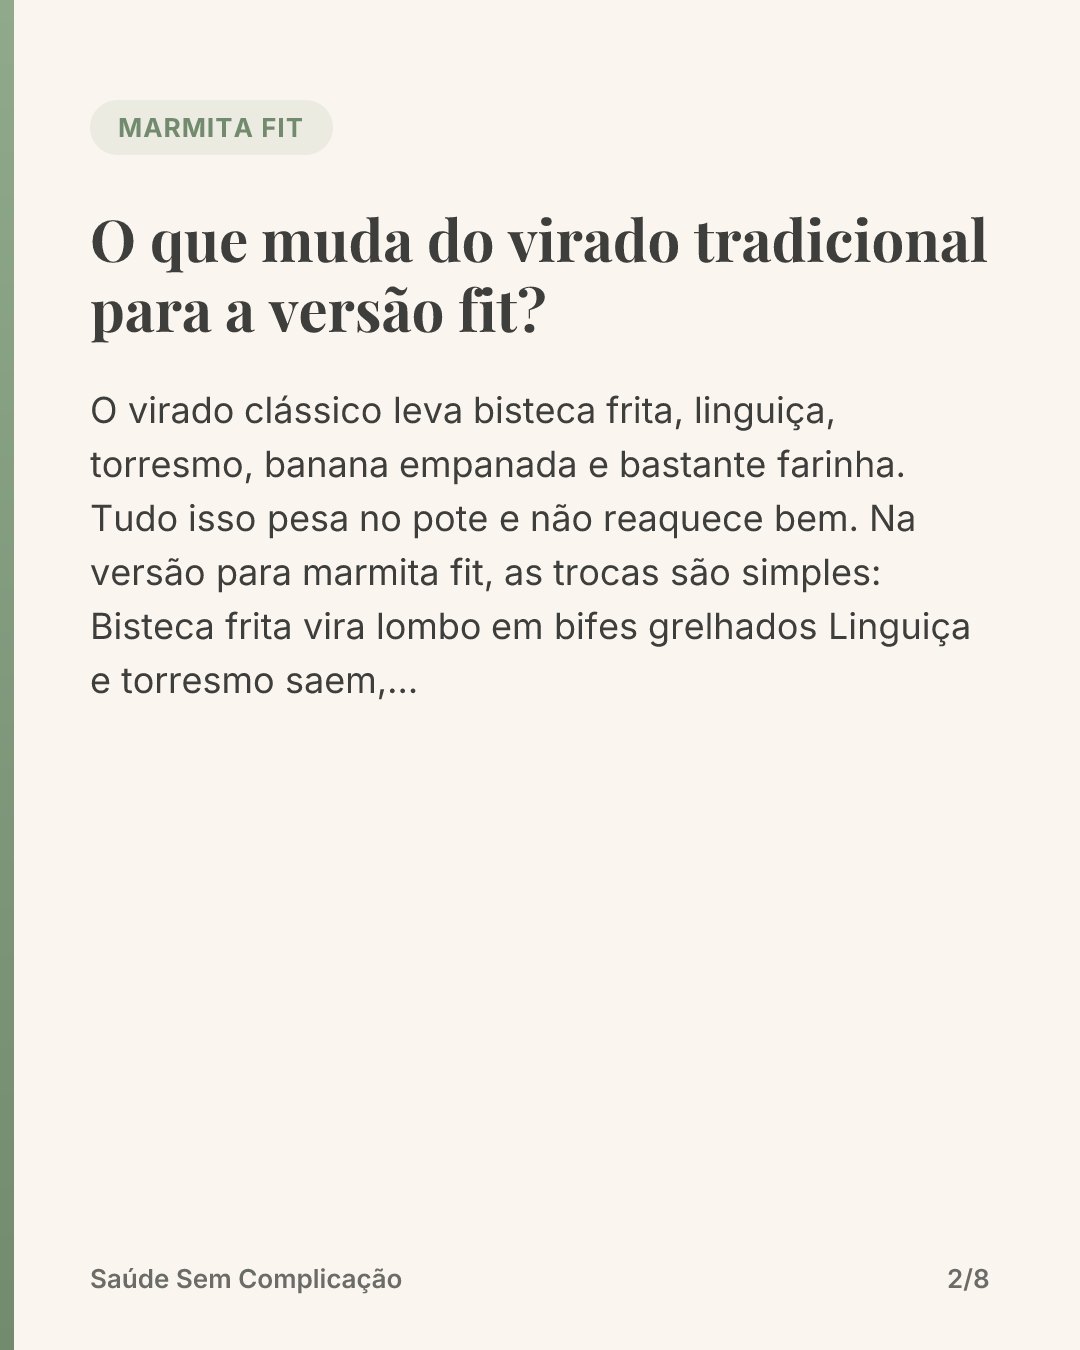 MARMITA FIT
O que muda do virado tradicional
para a versão fit?
O virado clássico leva bisteca frita, linguiça,
torresmo, banana empanada e bastante farinha.
Tudo isso pesa no pote e não reaquece bem. Na
versão para marmita fit, as trocas são simples:
Bisteca frita vira lombo em bifes grelhados Linguiça
e torresmo saem,...
Saúde Sem Complicação
2/8